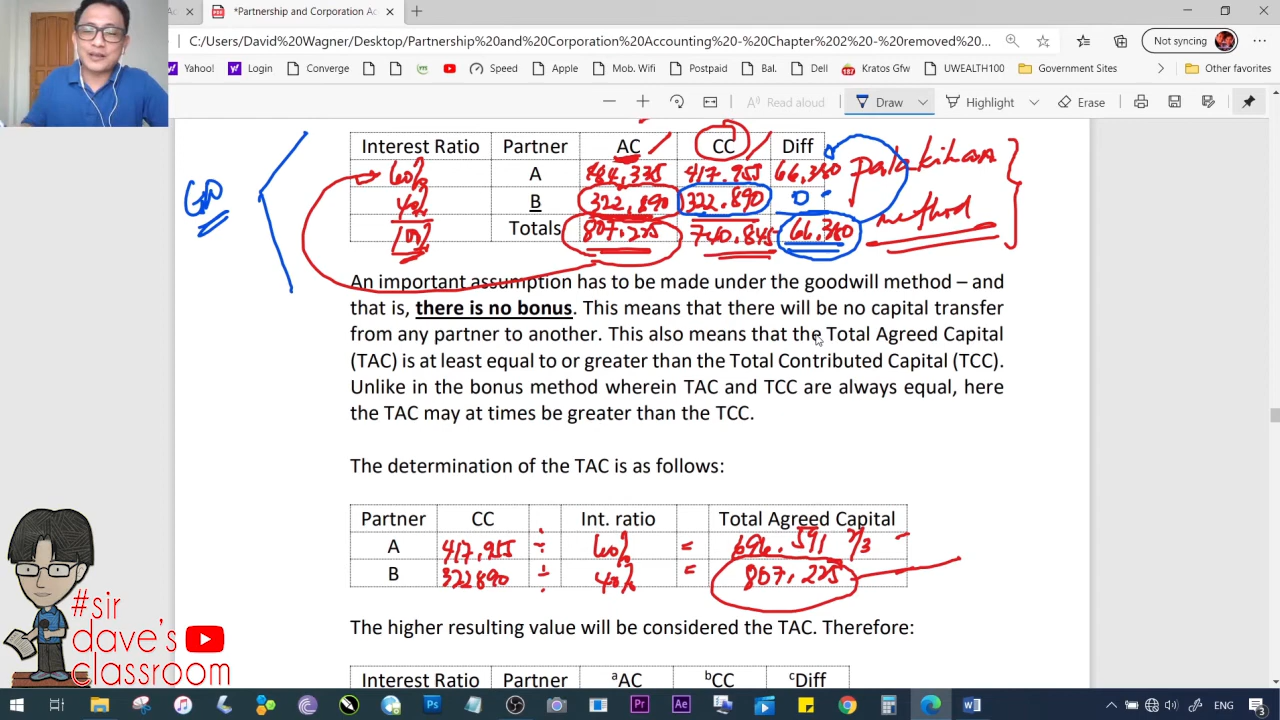 *Partnership and Corporation Ac
C:/Users/David%20Wagner/Desktop/Partnership%20and%20Corporation%20Accounting%20-%20Chapter%202%20-%20removed%20...
Not syncing
Yahoo! Login Converge Speed Apple Mob. Wifi Postpaid Bal. Dell Kratos Gfw UWEALTH100 Government Sites Other favorites
Read aloud Draw Highlight Erase
Interest Ratio Partner AC CC Diff
60% A 484,335 417,955 66,380
40% B 322,890 322,890 0
100% Totals 807,225 740,845 66,380
palakihan
method
GW
An important assumption has to be made under the goodwill method – and
that is, there is no bonus. This means that there will be no capital transfer
from any partner to another. This also means that the Total Agreed Capital
(TAC) is at least equal to or greater than the Total Contributed Capital (TCC).
Unlike in the bonus method wherein TAC and TCC are always equal, here
the TAC may at times be greater than the TCC.
The determination of the TAC is as follows:
Partner CC Int. ratio Total Agreed Capital
A 417,955 ÷ 60% = 696,591 2/3
B 322890 ÷ 40% = 807,225
#sir
dave's
classroom
The higher resulting value will be considered the TAC. Therefore:
Interest Ratio Partner ᵃAC ᵇCC ᶜDiff
ENG
3